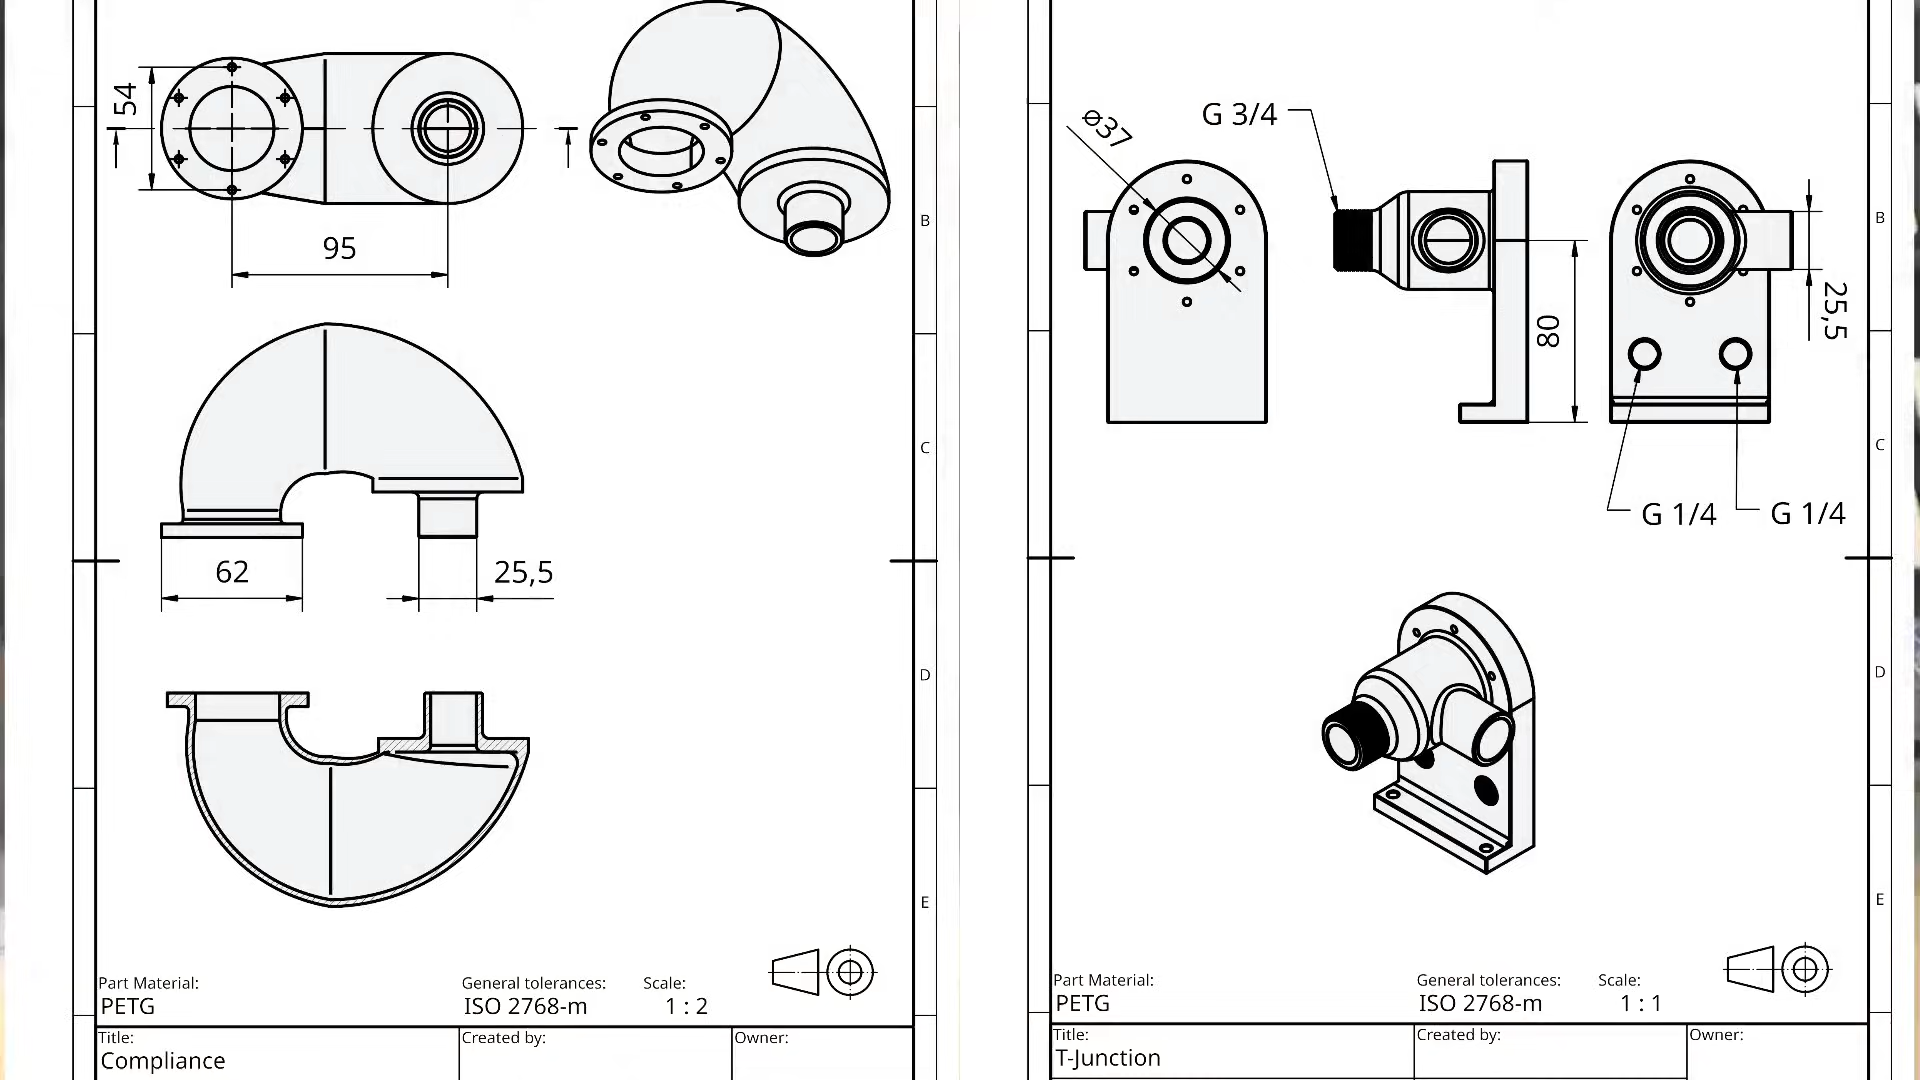 54
95
B
C
62
25,5
D
E
Part Material:
PETG
General tolerances:
ISO 2768-m
Scale:
1 : 2
Title:
Compliance
Created by:
Owner:
⌀37
G 3/4
B
25,5
80
C
G 1/4
G 1/4
D
E
Part Material:
PETG
General tolerances:
ISO 2768-m
Scale:
1 : 1
Title:
T-Junction
Created by:
Owner: